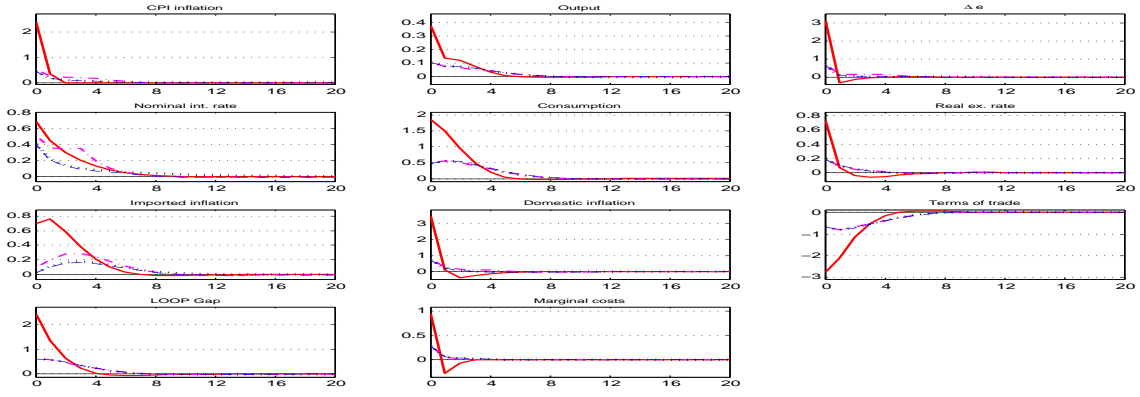 CPI inflation
2
1
0
0 4 8 12 16 20
Output
0.4
0.3
0.2
0.1
0
0 4 8 12 16 20
Δ e
3
2
1
0
0 4 8 12 16 20
Nominal int. rate
0.8
0.6
0.4
0.2
0
0 4 8 12 16 20
Consumption
2
1.5
1
0.5
0
0 4 8 12 16 20
Real ex. rate
0.8
0.6
0.4
0.2
0
0 4 8 12 16 20
Imported inflation
0.8
0.6
0.4
0.2
0
0 4 8 12 16 20
Domestic inflation
3
2
1
0
0 4 8 12 16 20
Terms of trade
0
−1
−2
−3
0 4 8 12 16 20
LOOP Gap
2
1
0
0 4 8 12 16 20
Marginal costs
1
0.5
0
0 4 8 12 16 20